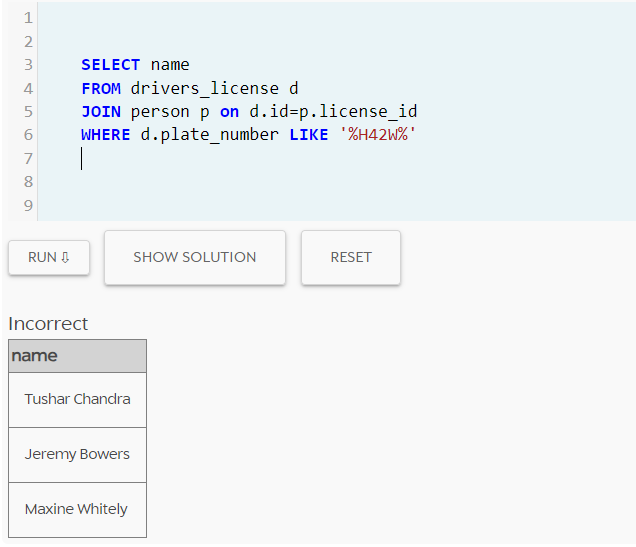 1
2
3 SELECT name
4 FROM drivers_license d
5 JOIN person p on d.id=p.license_id
6 WHERE d.plate_number LIKE '%H42W%'
7
8
9
RUN ⇩ SHOW SOLUTION RESET
Incorrect
name
Tushar Chandra
Jeremy Bowers
Maxine Whitely